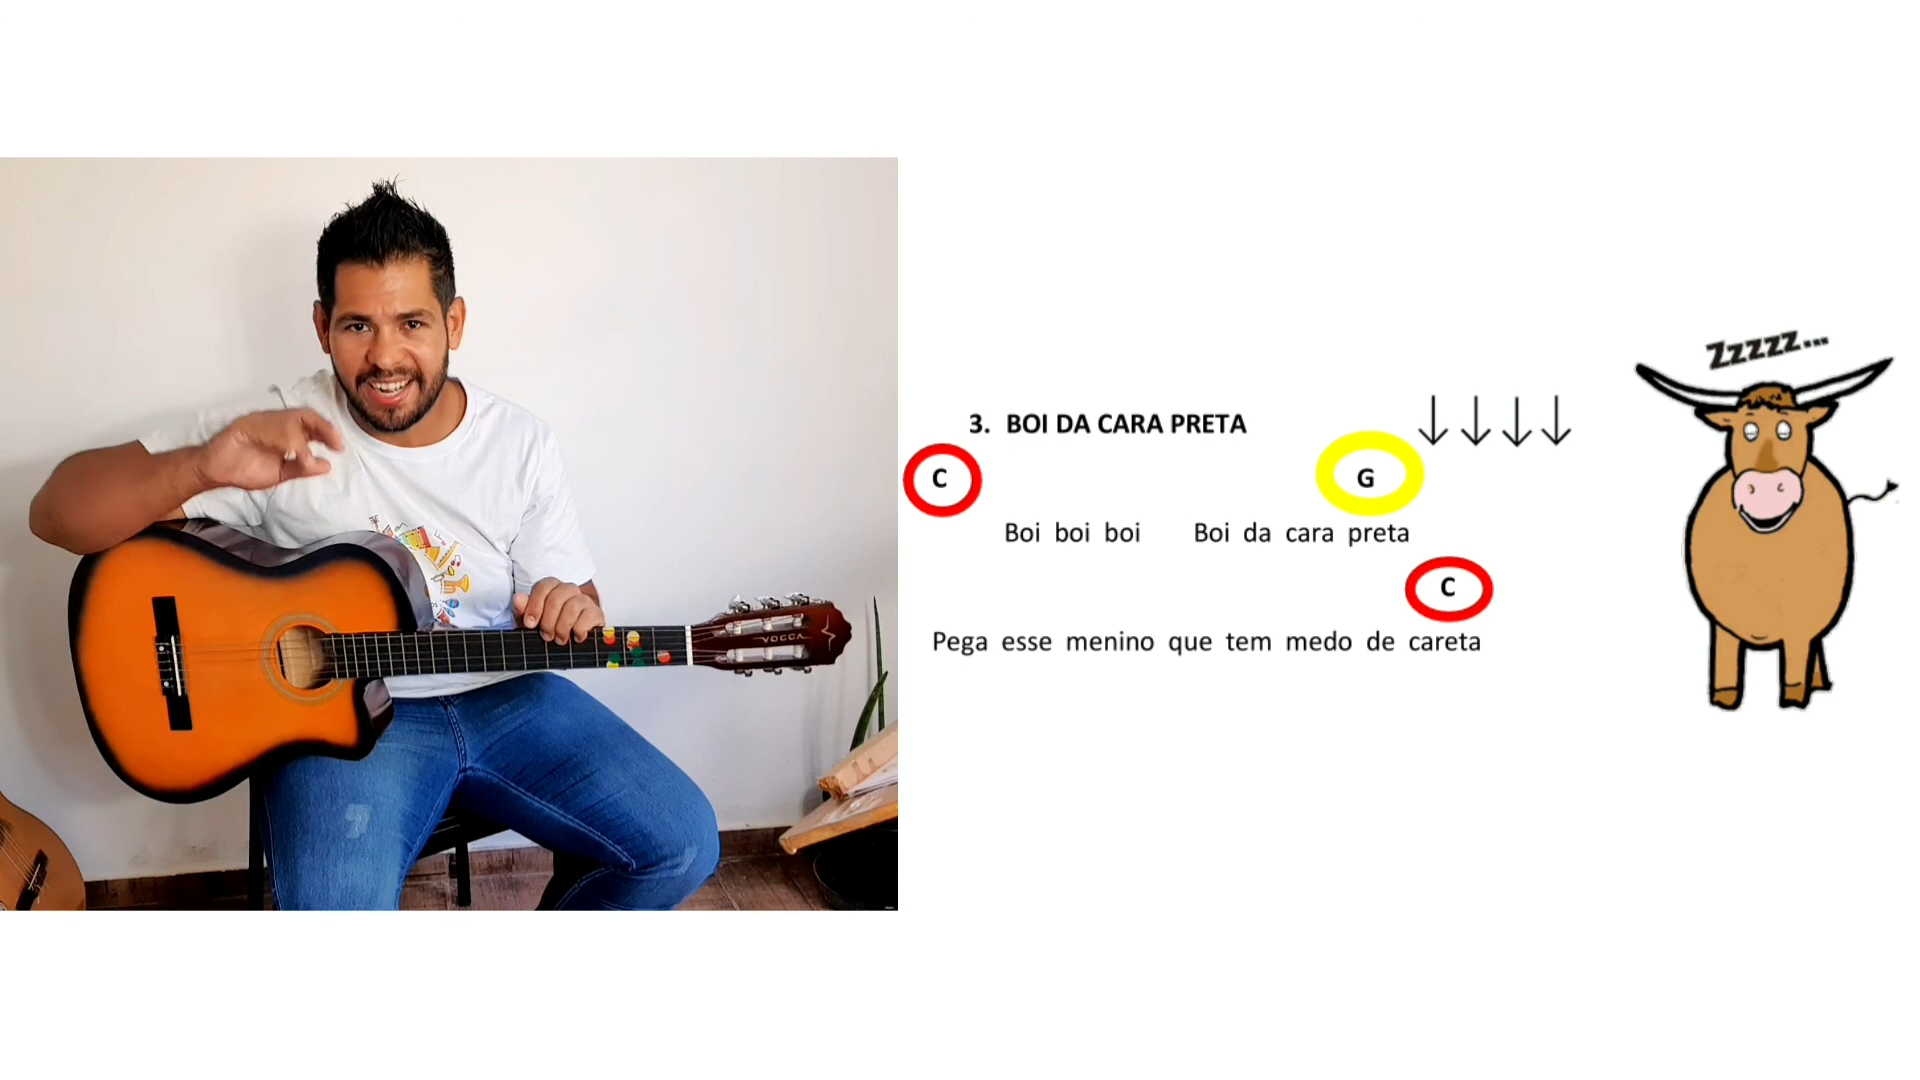 Zzzzz...
3. BOI DA CARA PRETA
C G
Boi boi boi Boi da cara preta
C
Pega esse menino que tem medo de careta
VOGGA